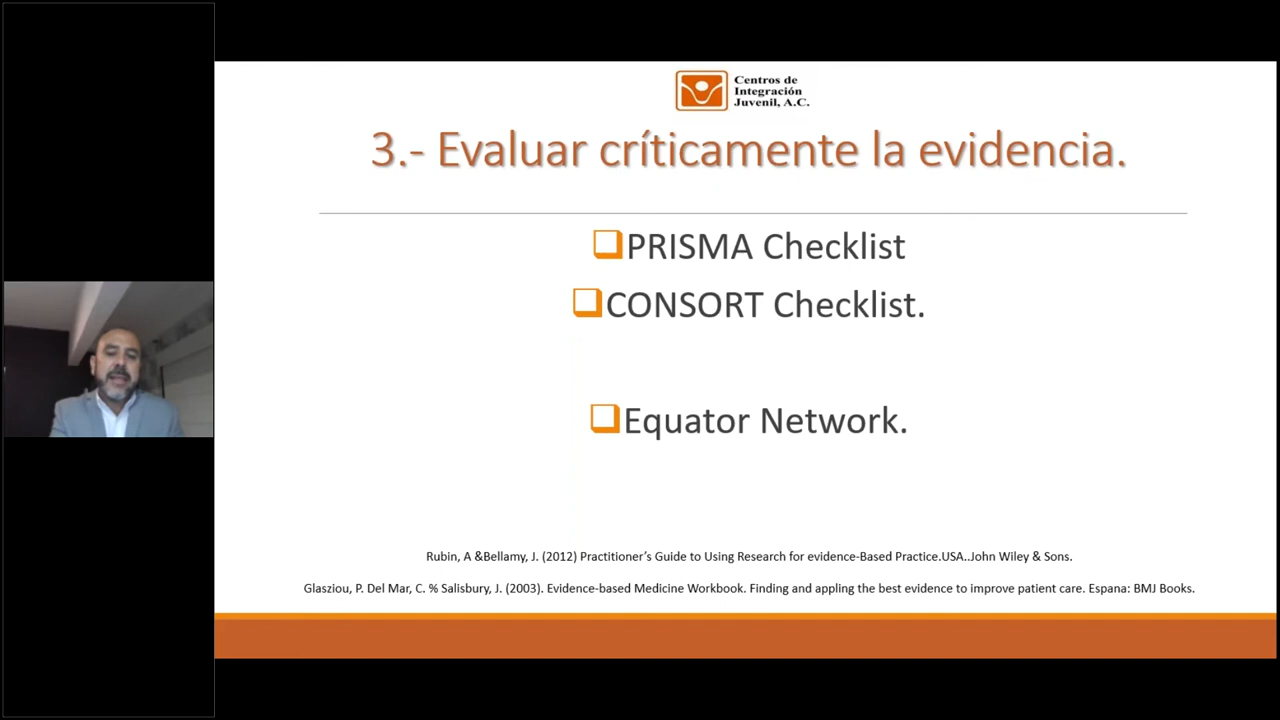 Centros de
Integración
Juvenil, A.C.
3.- Evaluar críticamente la evidencia.
PRISMA Checklist
CONSORT Checklist.
Equator Network.
Rubin, A &Bellamy, J. (2012) Practitioner’s Guide to Using Research for evidence-Based Practice.USA..John Wiley & Sons.
Glasziou, P. Del Mar, C. % Salisbury, J. (2003). Evidence-based Medicine Workbook. Finding and appling the best evidence to improve patient care. Espana: BMJ Books.